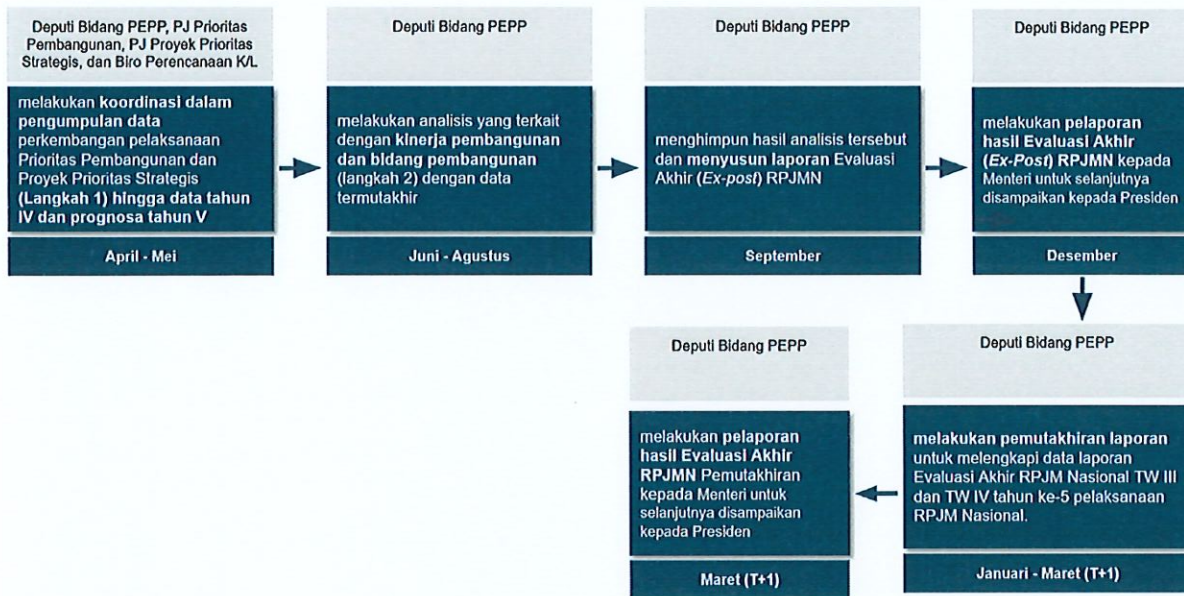 Deputi Bidang PEPP, PJ Prioritas
Pembangunan, PJ Proyek Prioritas
Strategis, dan Biro Perencanaan K/L
melakukan koordinasi dalam
pengumpulan data
perkembangan pelaksanaan
Prioritas Pembangunan dan
Proyek Prioritas Strategis
(Langkah 1) hingga data tahun
IV dan prognosa tahun V
April - Mei
Deputi Bidang PEPP
melakukan analisis yang terkait
dengan kinerja pembangunan
dan bidang pembangunan
(langkah 2) dengan data
termutakhir
Juni - Agustus
Deputi Bidang PEPP
menghimpun hasil analisis tersebut
dan menyusun laporan Evaluasi
Akhir (Ex-post) RPJMN
September
Deputi Bidang PEPP
melakukan pelaporan
hasil Evaluasi Akhir
(Ex-Post) RPJMN kepada
Menteri untuk selanjutnya
disampaikan kepada Presiden
Desember
Deputi Bidang PEPP
melakukan pemutakhiran laporan
untuk melengkapi data laporan
Evaluasi Akhir RPJM Nasional TW III
dan TW IV tahun ke-5 pelaksanaan
RPJM Nasional.
Januari - Maret (T+1)
Deputi Bidang PEPP
melakukan pelaporan
hasil Evaluasi Akhir
RPJMN Pemutakhiran
kepada Menteri untuk
selanjutnya disampaikan
kepada Presiden
Maret (T+1)